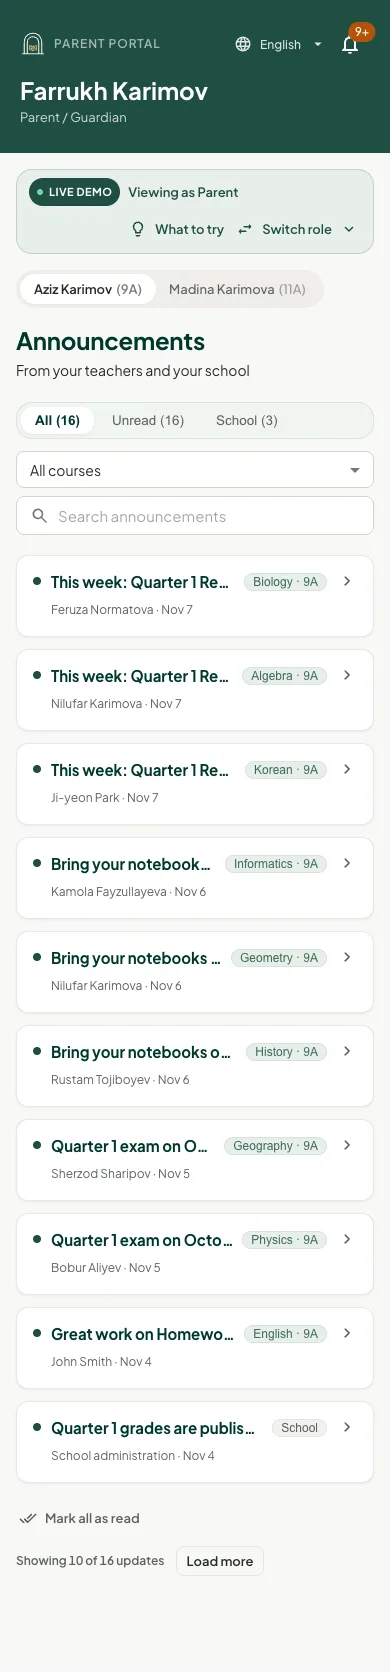 PARENT PORTAL
English
9+
Farrukh Karimov
Parent / Guardian
LIVE DEMO
Viewing as Parent
What to try
Switch role
Aziz Karimov (9A)
Madina Karimova (11A)
Announcements
From your teachers and your school
All (16)
Unread (16)
School (3)
All courses
Search announcements
This week: Quarter 1 Re...
Biology · 9A
Feruza Normatova · Nov 7
This week: Quarter 1 Re...
Algebra · 9A
Nilufar Karimova · Nov 7
This week: Quarter 1 Re...
Korean · 9A
Ji-yeon Park · Nov 7
Bring your notebook...
Informatics · 9A
Kamola Fayzullayeva · Nov 6
Bring your notebooks ...
Geometry · 9A
Nilufar Karimova · Nov 6
Bring your notebooks o...
History · 9A
Rustam Tojiboyev · Nov 6
Quarter 1 exam on O...
Geography · 9A
Sherzod Sharipov · Nov 5
Quarter 1 exam on Octo...
Physics · 9A
Bobur Aliyev · Nov 5
Great work on Homewo...
English · 9A
John Smith · Nov 4
Quarter 1 grades are publis...
School
School administration · Nov 4
Mark all as read
Showing 10 of 16 updates
Load more